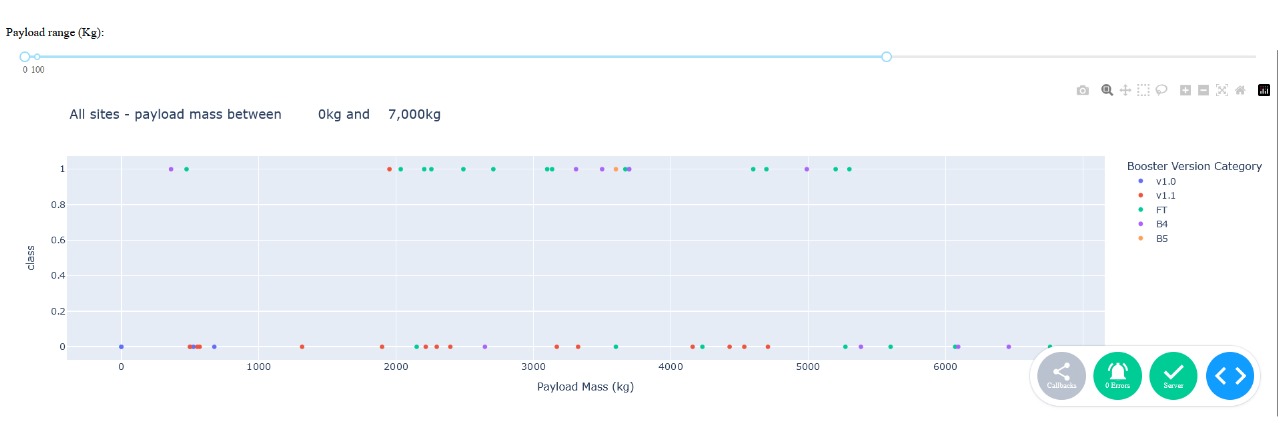 Payload range (Kg):
0 100
All sites - payload mass between 0kg and 7,000kg
Booster Version Category
v1.0
v1.1
FT
B4
B5
class
1
0.8
0.6
0.4
0.2
0
0 1000 2000 3000 4000 5000 6000
Payload Mass (kg)
Callbacks
0 Errors
Server